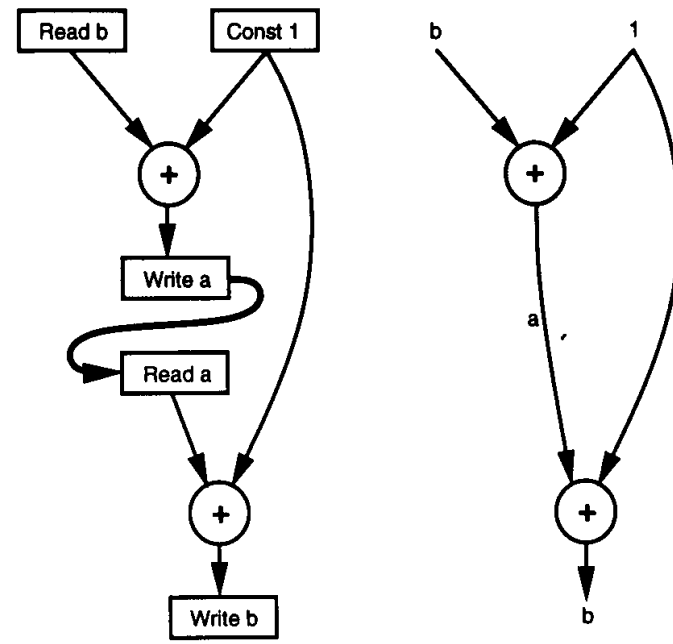 Read b
Const 1
+
Write a
Read a
+
Write b
b
1
+
a
+
b